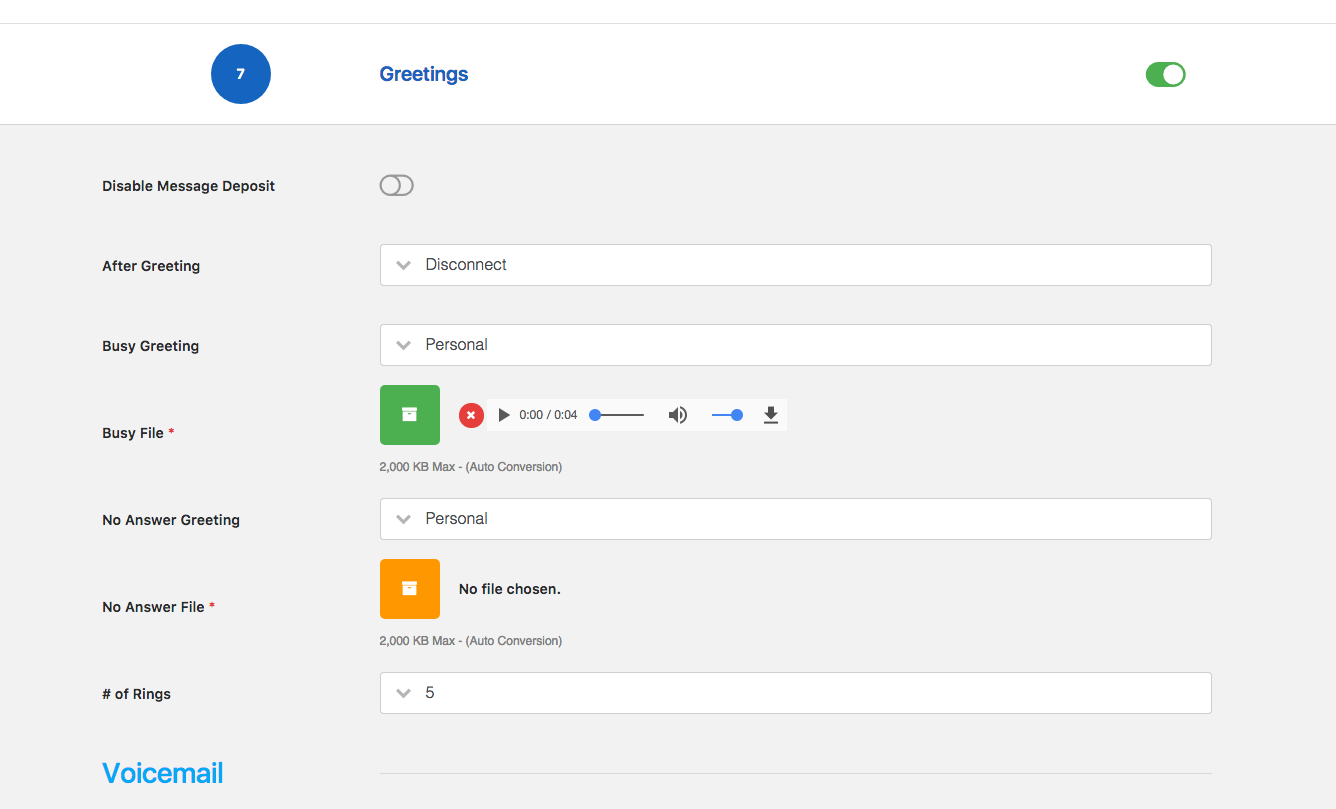 7
Greetings
Disable Message Deposit
After Greeting
Disconnect
Busy Greeting
Personal
Busy File *
0:00 / 0:04
2,000 KB Max - (Auto Conversion)
No Answer Greeting
Personal
No Answer File *
No file chosen.
2,000 KB Max - (Auto Conversion)
# of Rings
5
Voicemail